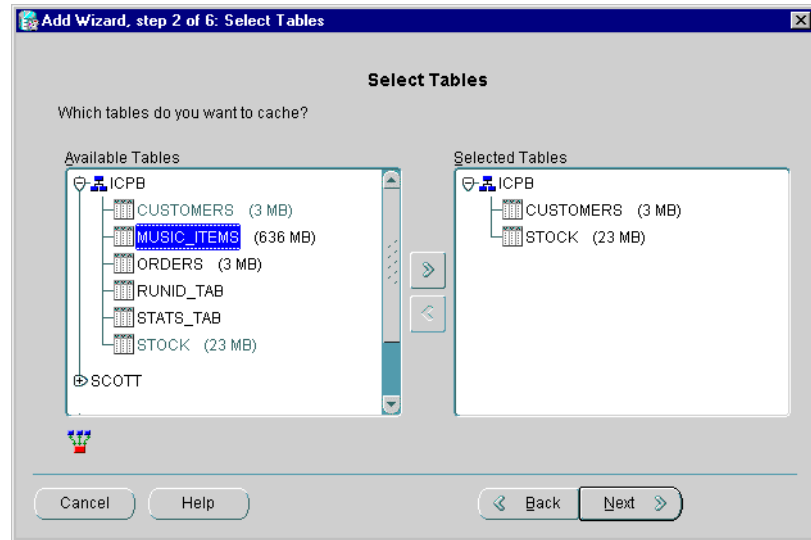 Add Wizard, step 2 of 6: Select Tables
Select Tables
Which tables do you want to cache?
Available Tables
ICPB
CUSTOMERS (3 MB)
MUSIC_ITEMS (636 MB)
ORDERS (3 MB)
RUNID_TAB
STATS_TAB
STOCK (23 MB)
SCOTT
Selected Tables
ICPB
CUSTOMERS (3 MB)
STOCK (23 MB)
Cancel
Help
Back
Next